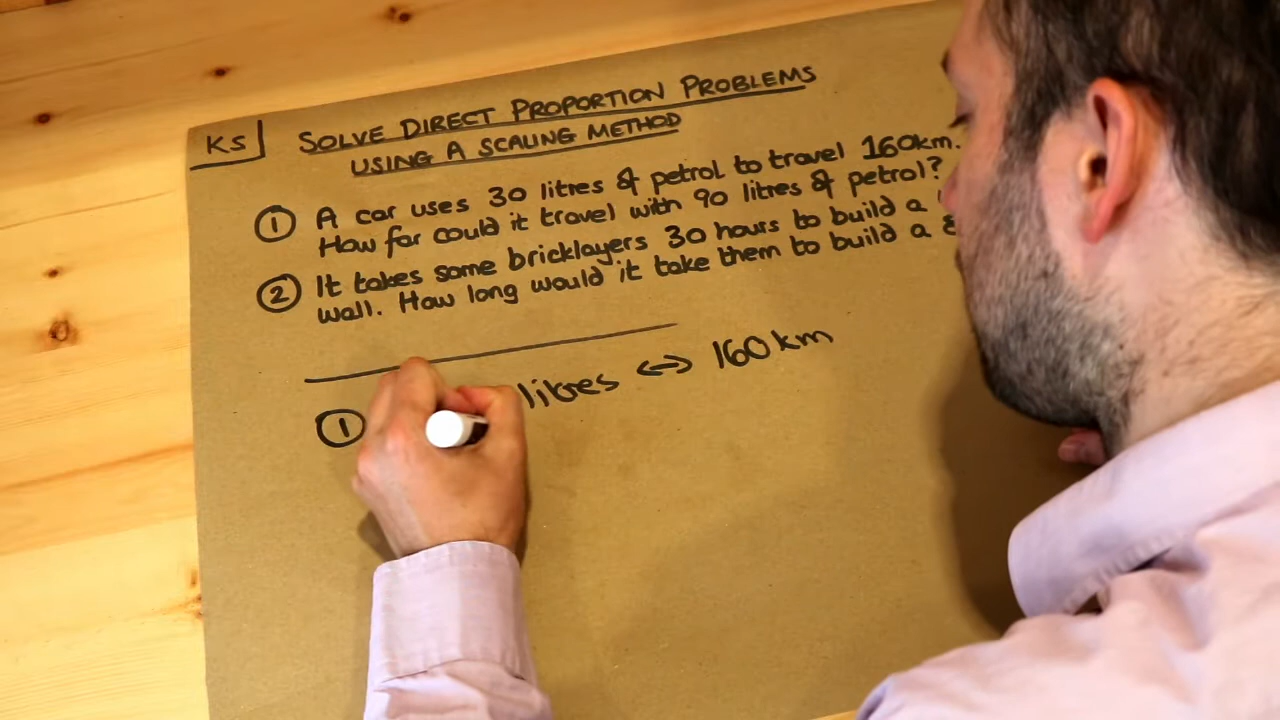 KS
SOLVE DIRECT PROPORTION PROBLEMS
USING A SCALING METHOD
① A car uses 30 litres of petrol to travel 160km.
How far could it travel with 90 litres of petrol?
② It takes some bricklayers 30 hours to build a
wall. How long would it take them to build a
① litres ↔ 160km